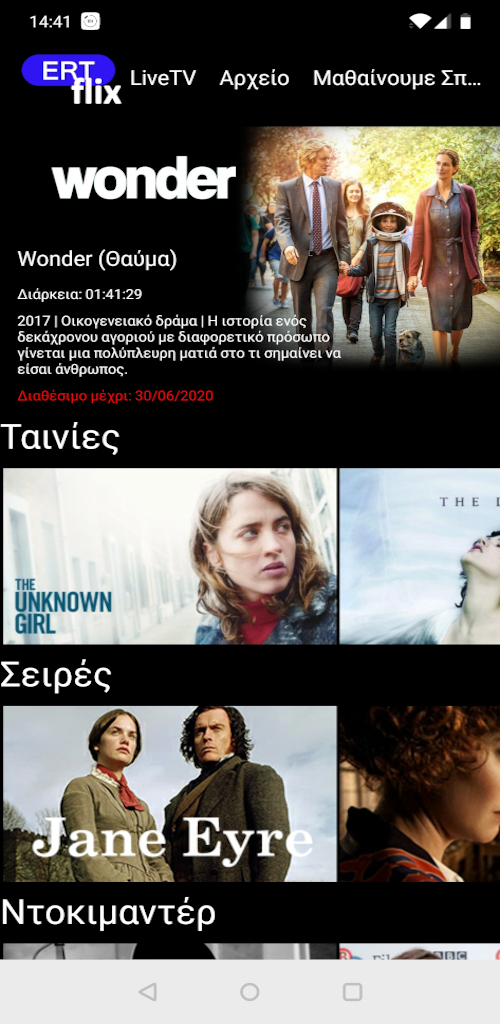 14:41
ERT
flix
LiveTV Αρχείο Μαθαίνουμε Σπ...
wonder
Wonder (Θαύμα)
Διάρκεια: 01:41:29
2017 | Οικογενειακό δράμα | Η ιστορία ενός
δεκάχρονου αγοριού με διαφορετικό πρόσωπο
γίνεται μια πολύπλευρη ματιά στο τι σημαίνει να
είσαι άνθρωπος.
Διαθέσιμο μέχρι: 30/06/2020
Ταινίες
THE
UNKNOWN
GIRL
THE
Σειρές
Jane Eyre
Ντοκιμαντέρ
BBC